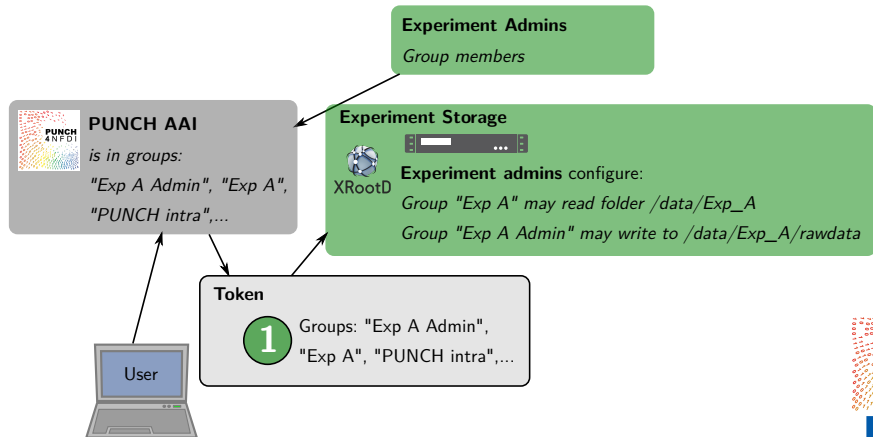 Experiment Admins
Group members
PUNCH
4NFDI
PUNCH AAI
is in groups:
"Exp A Admin", "Exp A",
"PUNCH intra",...
Experiment Storage
XRootD
Experiment admins configure:
Group "Exp A" may read folder /data/Exp_A
Group "Exp A Admin" may write to /data/Exp_A/rawdata
Token
1
Groups: "Exp A Admin",
"Exp A", "PUNCH intra",...
User